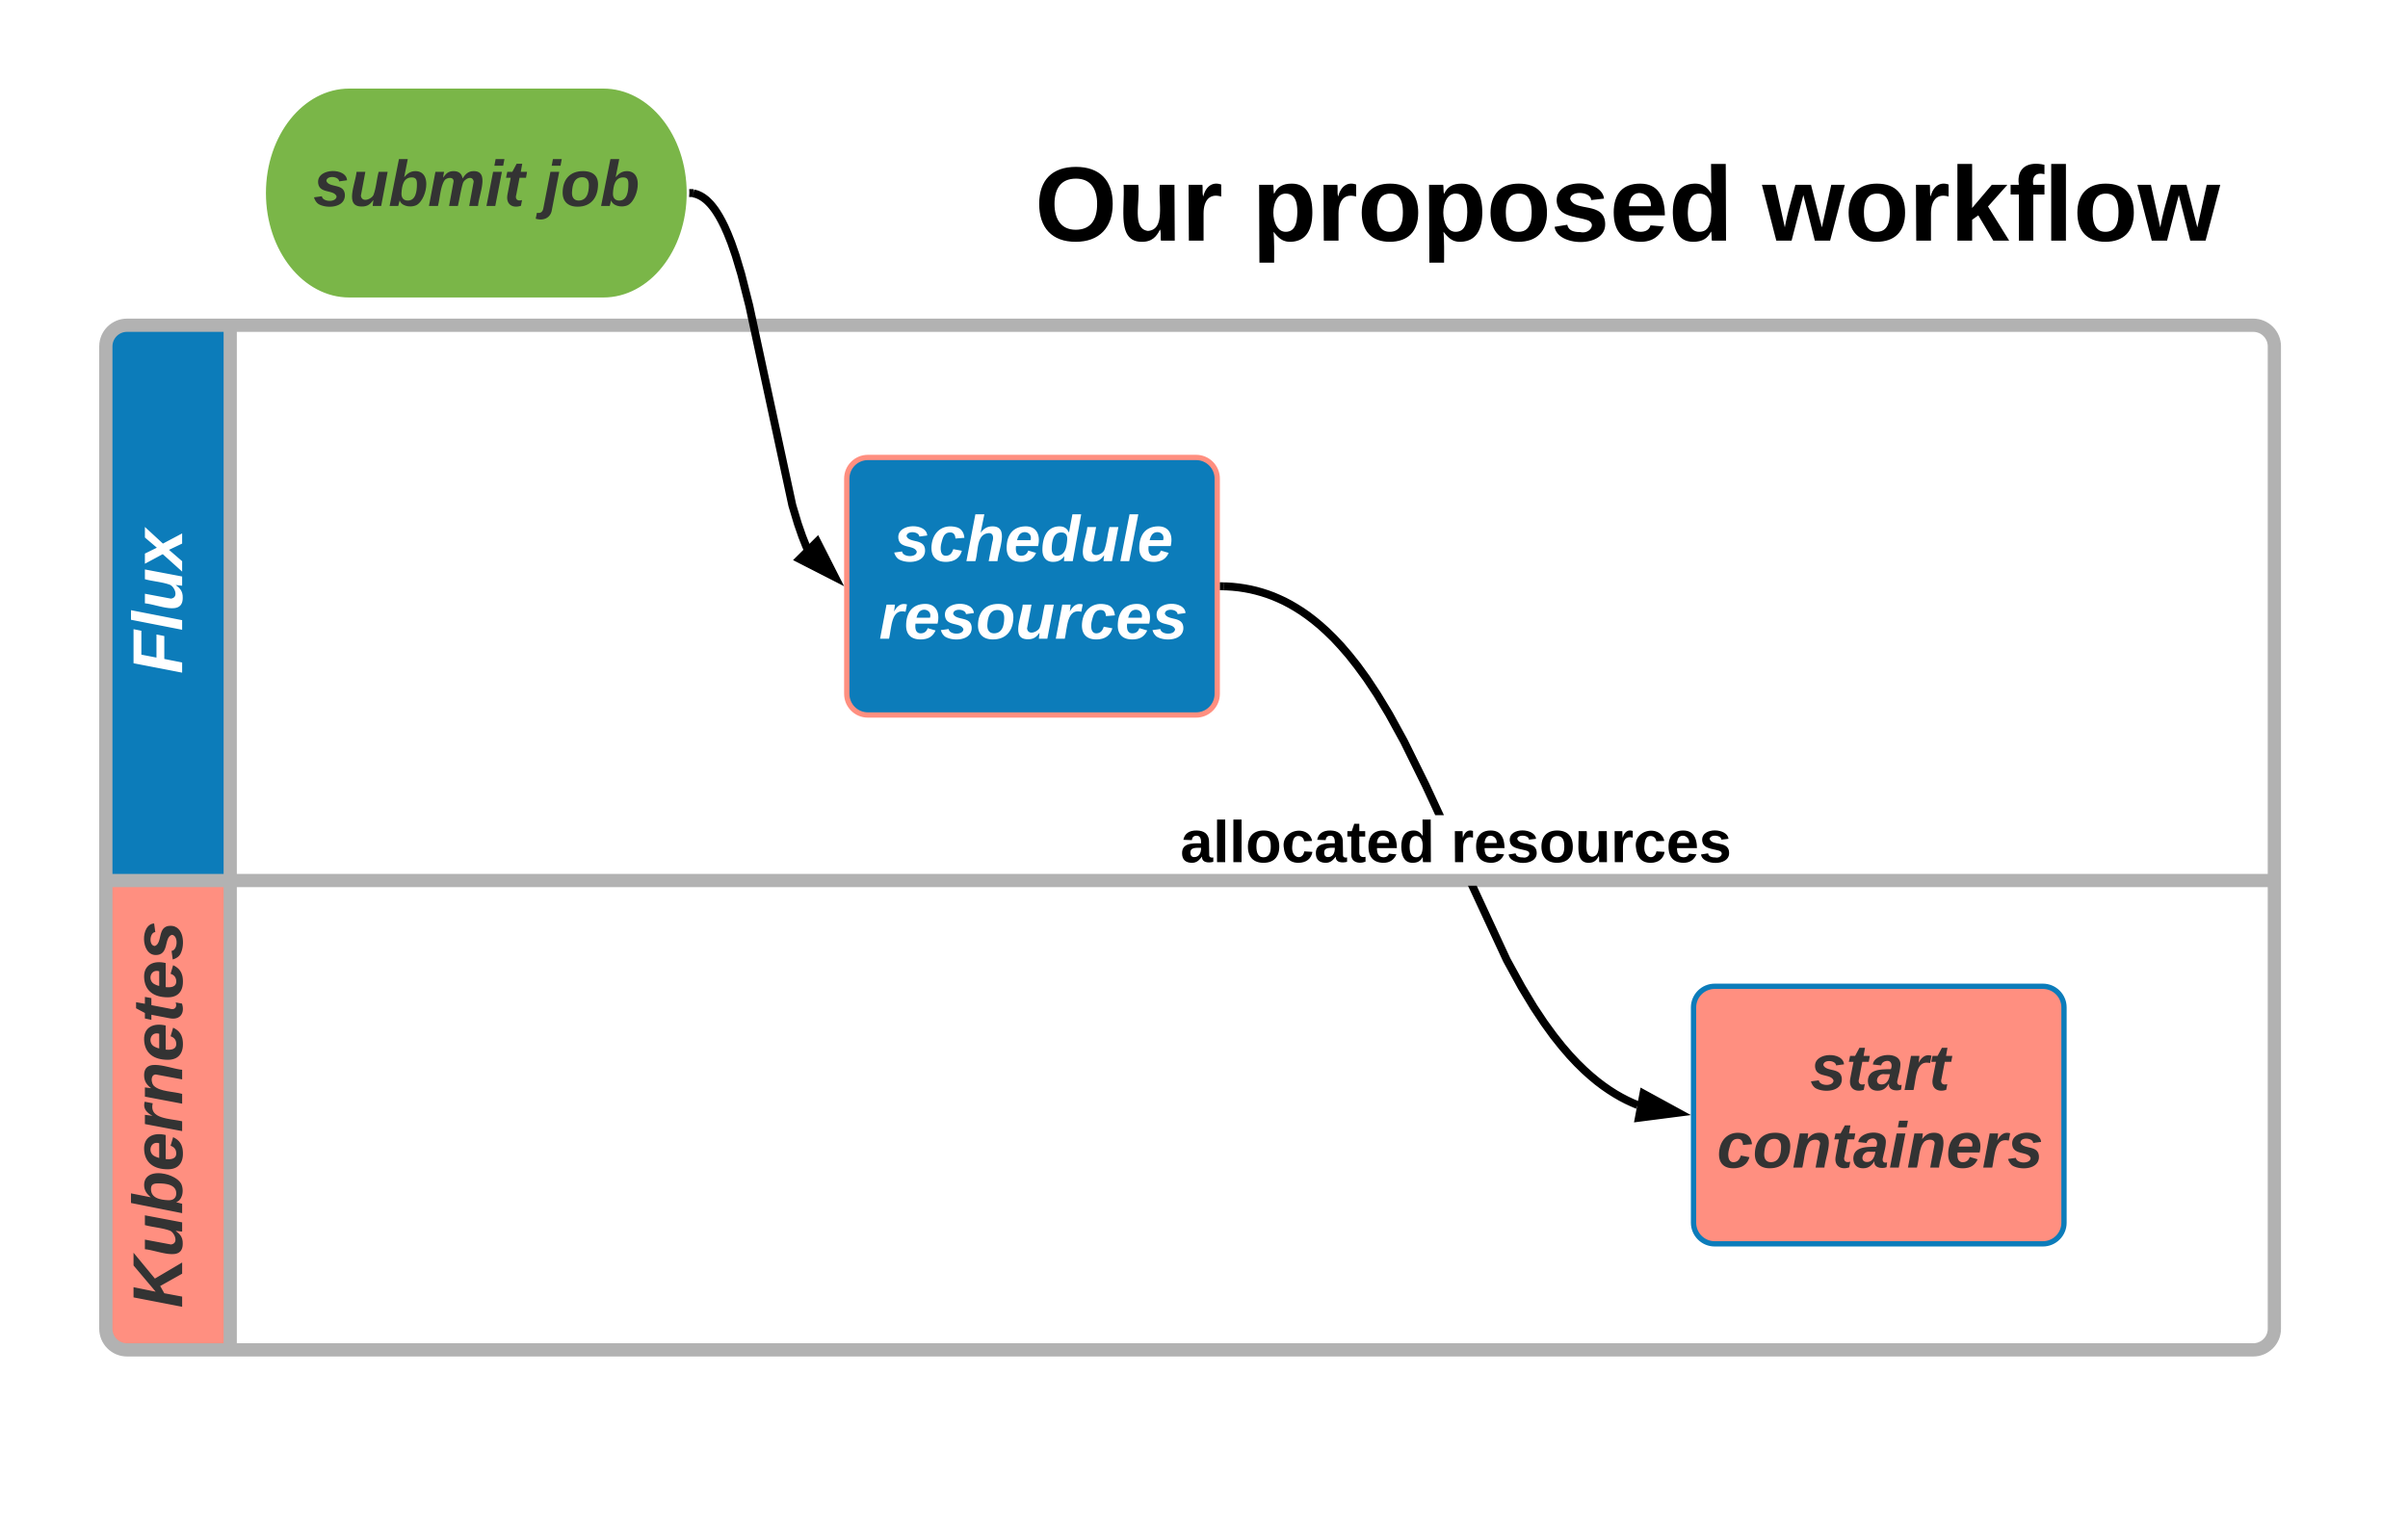 submit job
Our proposed workflow
Flux
schedule
resources
allocated resources
Kubernetes
start
containers